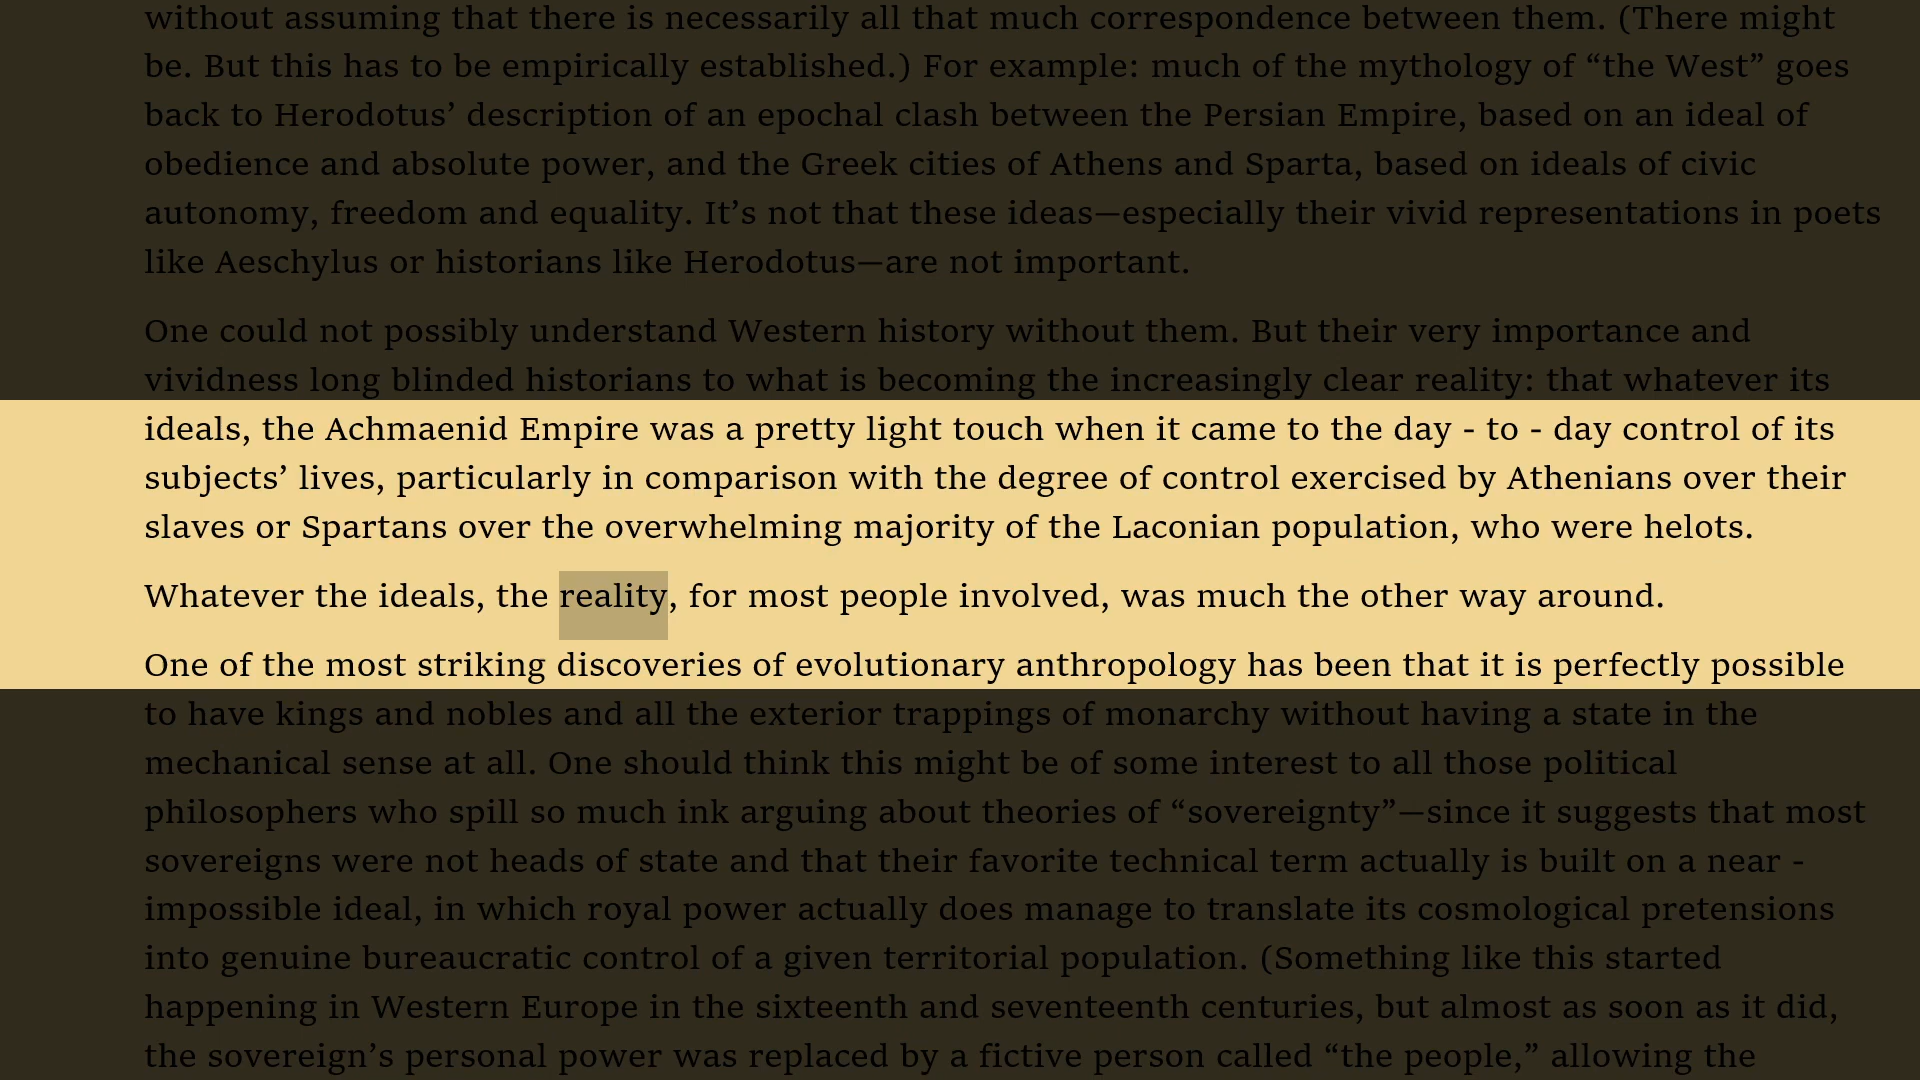 without assuming that there is necessarily all that much correspondence between them. (There might
be. But this has to be empirically established.) For example: much of the mythology of “the West” goes
back to Herodotus’ description of an epochal clash between the Persian Empire, based on an ideal of
obedience and absolute power, and the Greek cities of Athens and Sparta, based on ideals of civic
autonomy, freedom and equality. It’s not that these ideas—especially their vivid representations in poets
like Aeschylus or historians like Herodotus—are not important.
One could not possibly understand Western history without them. But their very importance and
vividness long blinded historians to what is becoming the increasingly clear reality: that whatever its
ideals, the Achmaenid Empire was a pretty light touch when it came to the day - to - day control of its
subjects’ lives, particularly in comparison with the degree of control exercised by Athenians over their
slaves or Spartans over the overwhelming majority of the Laconian population, who were helots.
Whatever the ideals, the reality, for most people involved, was much the other way around.
One of the most striking discoveries of evolutionary anthropology has been that it is perfectly possible
to have kings and nobles and all the exterior trappings of monarchy without having a state in the
mechanical sense at all. One should think this might be of some interest to all those political
philosophers who spill so much ink arguing about theories of “sovereignty”—since it suggests that most
sovereigns were not heads of state and that their favorite technical term actually is built on a near -
impossible ideal, in which royal power actually does manage to translate its cosmological pretensions
into genuine bureaucratic control of a given territorial population. (Something like this started
happening in Western Europe in the sixteenth and seventeenth centuries, but almost as soon as it did,
the sovereign’s personal power was replaced by a fictive person called “the people,” allowing the